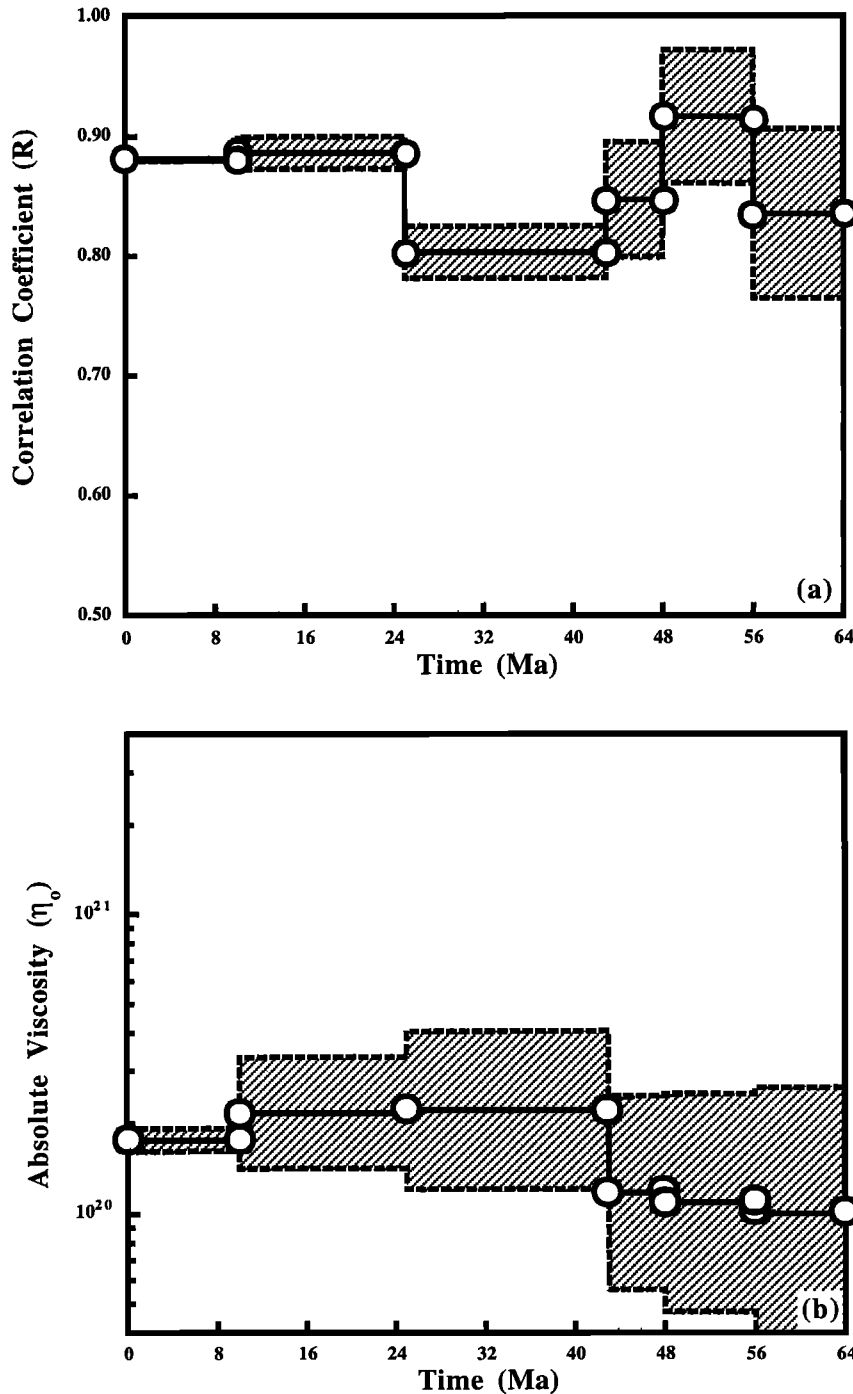 1.00
0.90
0.80
0.70
0.60
0.50
Correlation Coefficient (R)
(a)
0 8 16 24 32 40 48 56 64
Time (Ma)
10²¹
10²⁰
Absolute Viscosity (ηₒ)
(b)
0 8 16 24 32 40 48 56 64
Time (Ma)